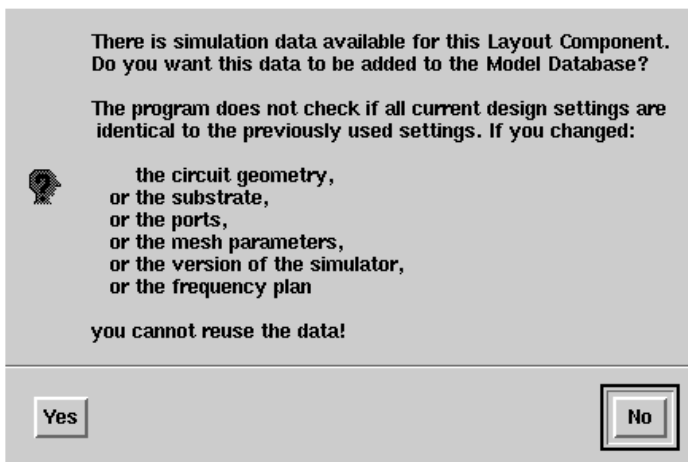 There is simulation data available for this Layout Component.
Do you want this data to be added to the Model Database?
The program does not check if all current design settings are
identical to the previously used settings. If you changed:
the circuit geometry,
or the substrate,
or the ports,
or the mesh parameters,
or the version of the simulator,
or the frequency plan
you cannot reuse the data!
Yes
No